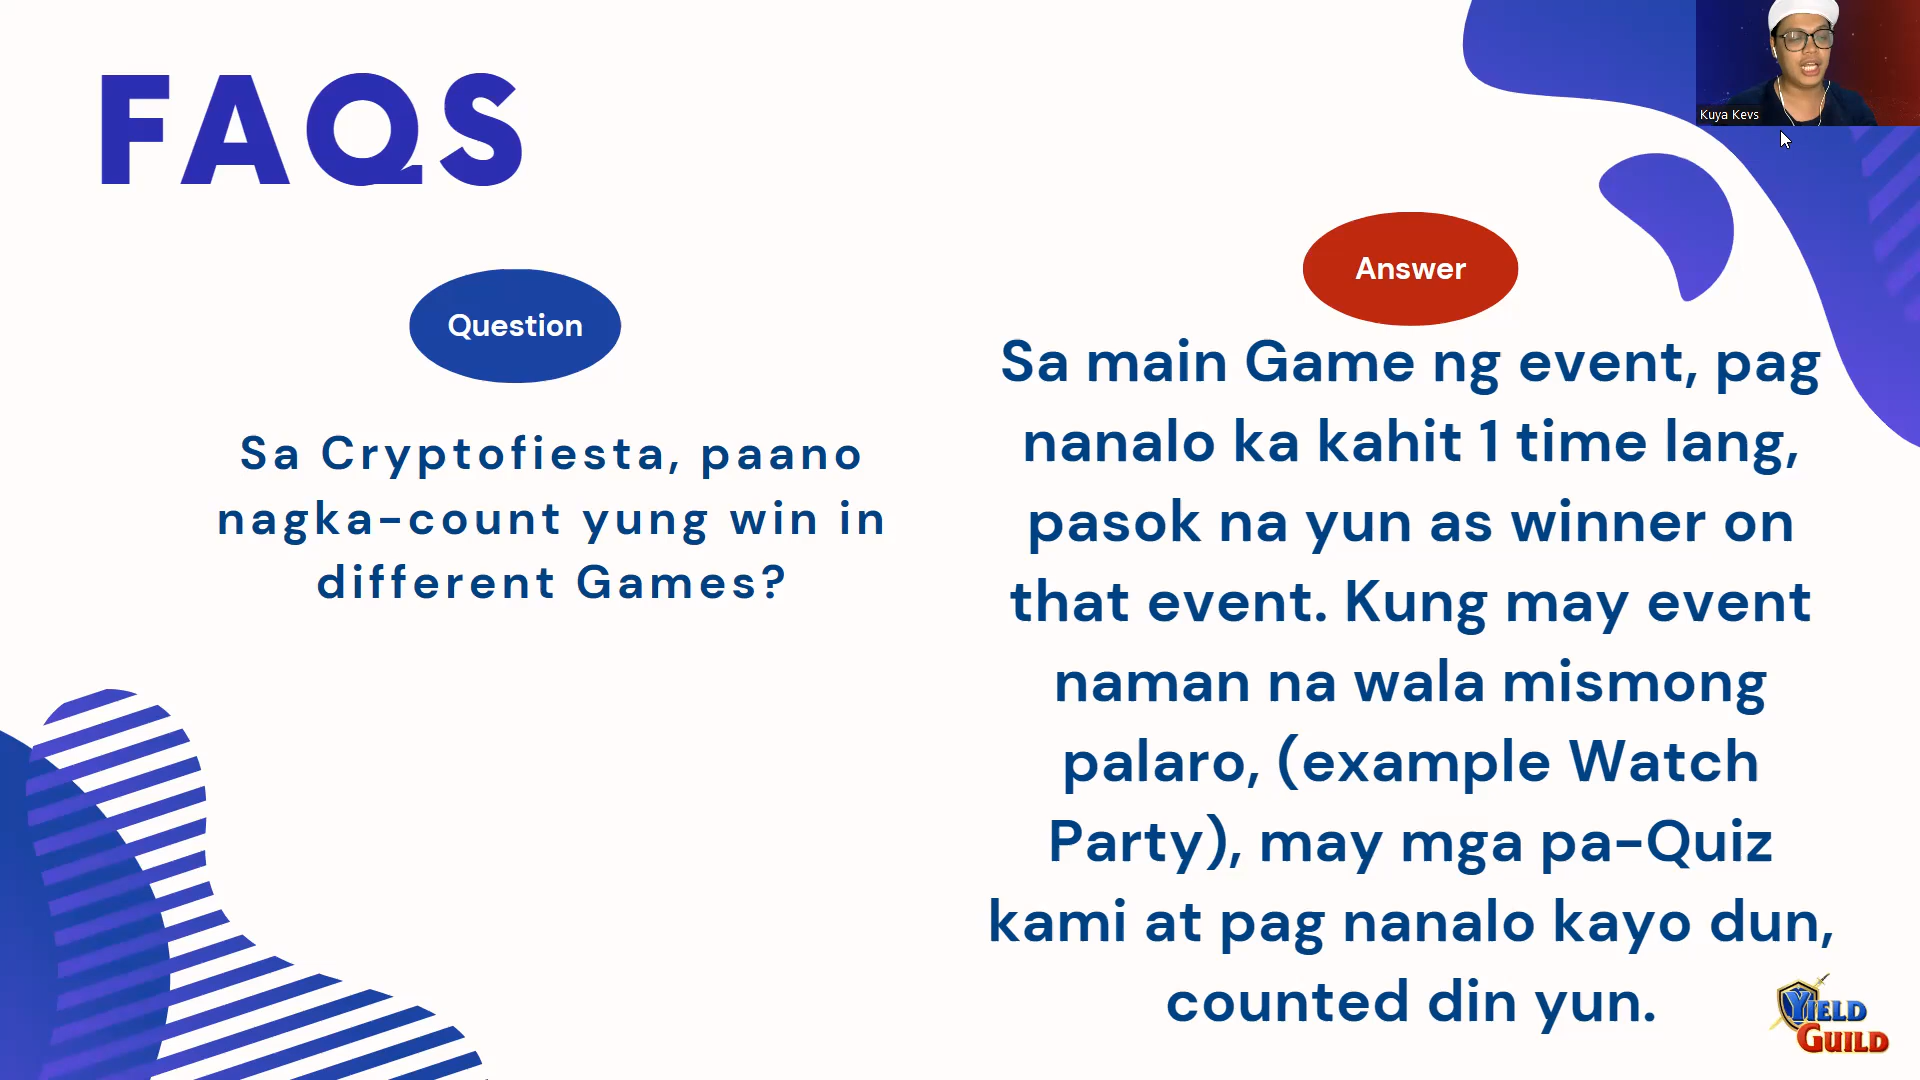 FAQS
Kuya Kevs
Question
Sa Cryptofiesta, paano
nagka-count yung win in
different Games?
Answer
Sa main Game ng event, pag
nanalo ka kahit 1 time lang,
pasok na yun as winner on
that event. Kung may event
naman na wala mismong
palaro, (example Watch
Party), may mga pa-Quiz
kami at pag nanalo kayo dun,
counted din yun.
YIELD
GUILD